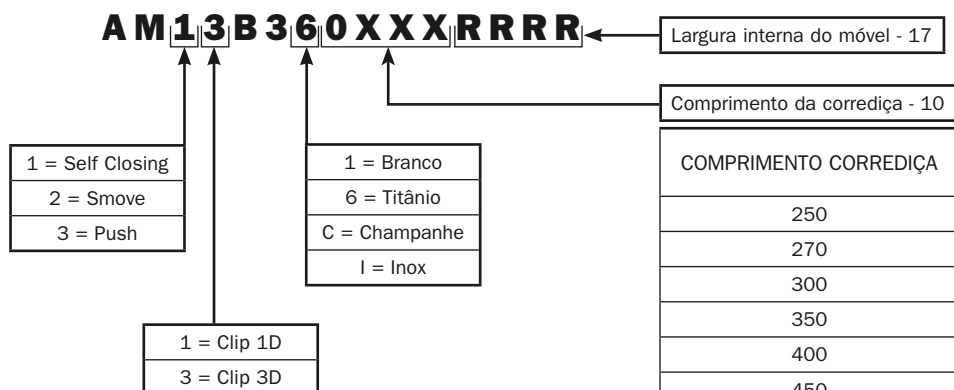 AM13B360XXXRRRR
Largura interna do móvel - 17
Comprimento da corrediça - 10
1 = Self Closing
2 = Smove
3 = Push
1 = Branco
6 = Titânio
C = Champanhe
I = Inox
1 = Clip 1D
3 = Clip 3D
COMPRIMENTO CORREDIÇA
250
270
300
350
400
450